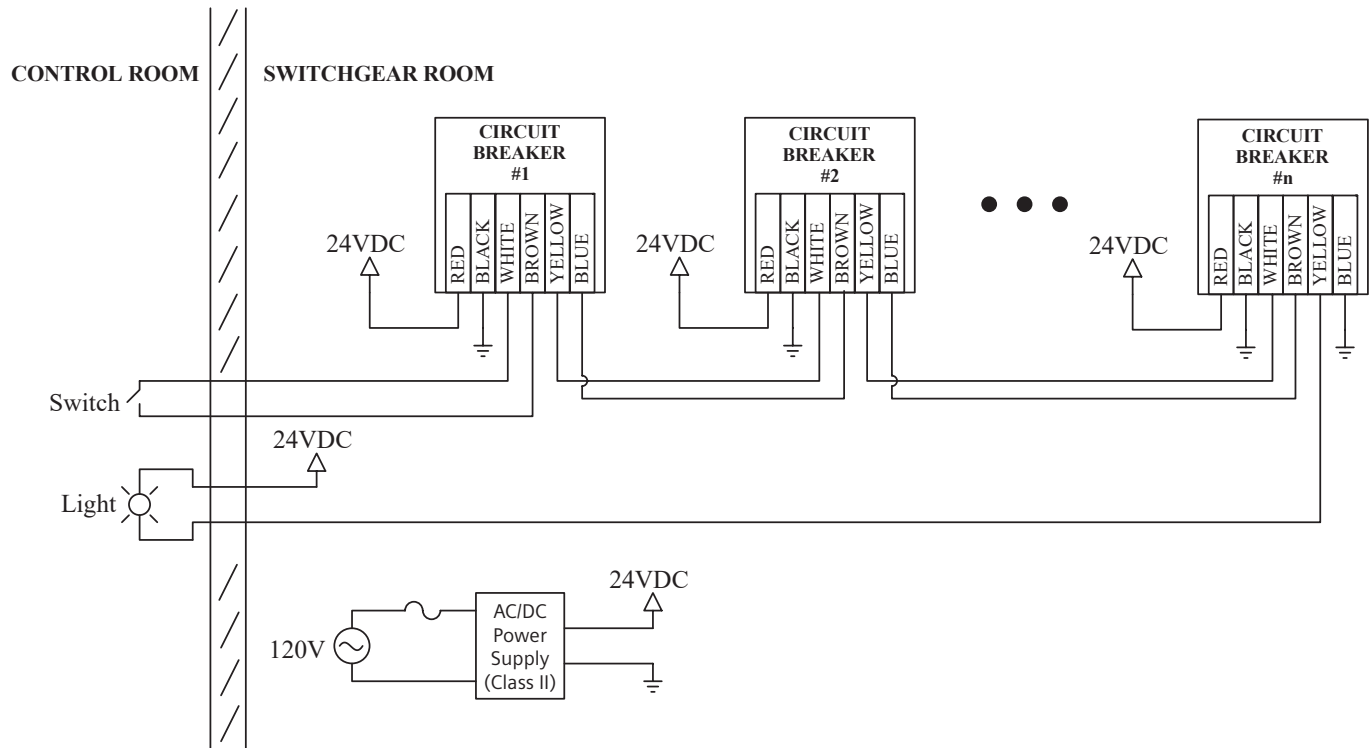 CONTROL ROOM
SWITCHGEAR ROOM
CIRCUIT
BREAKER
#1
RED
BLACK
WHITE
BROWN
YELLOW
BLUE
24VDC
CIRCUIT
BREAKER
#2
RED
BLACK
WHITE
BROWN
YELLOW
BLUE
24VDC
CIRCUIT
BREAKER
#n
RED
BLACK
WHITE
BROWN
YELLOW
BLUE
24VDC
Switch
24VDC
Light
24VDC
120V
AC/DC
Power
Supply
(Class II)